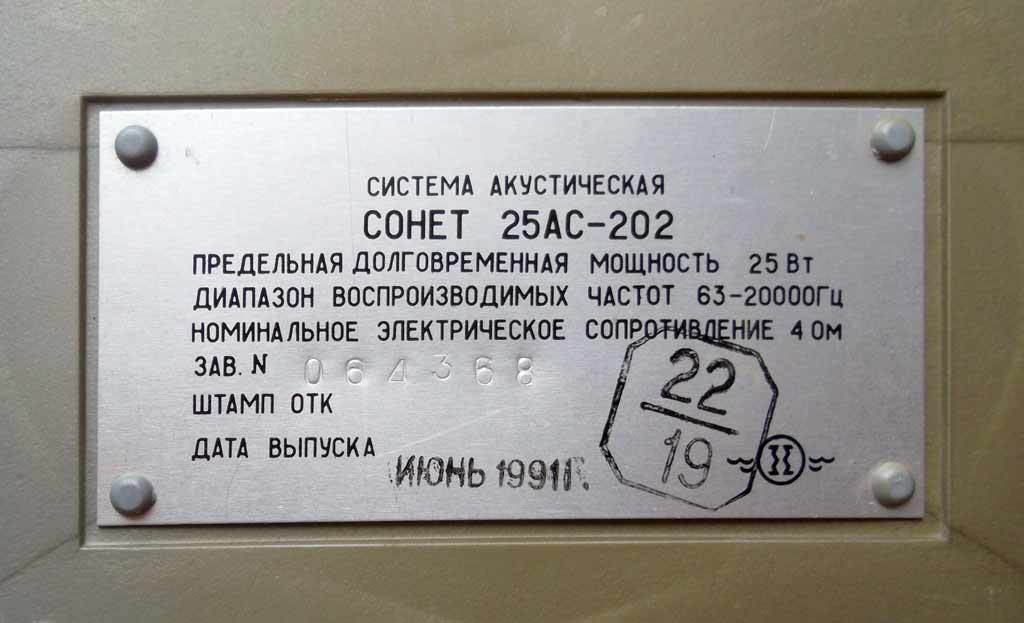 СИСТЕМА АКУСТИЧЕСКАЯ
СОНЕТ 25АС-202
ПРЕДЕЛЬНАЯ ДОЛГОВРЕМЕННАЯ МОЩНОСТЬ 25 Вт
ДИАПАЗОН ВОСПРОИЗВОДИМЫХ ЧАСТОТ 63-20000Гц
НОМИНАЛЬНОЕ ЭЛЕКТРИЧЕСКОЕ СОПРОТИВЛЕНИЕ 4 Ом
ЗАВ. N 064368
ШТАМП ОТК
22
19
ДАТА ВЫПУСКА ИЮНЬ 1991Г.